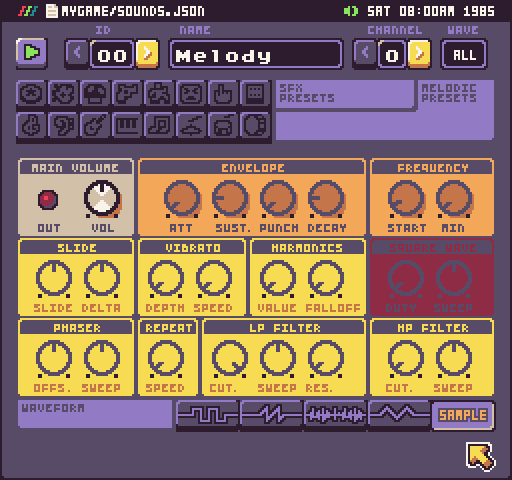 MYGAME/SOUNDS.JSON SAT 08:00AM 1985
ID NAME CHANNEL WAVE
00 Melody 0 ALL
SFX PRESETS MELODIC PRESETS
MAIN VOLUME ENVELOPE FREQUENCY
OUT VOL ATT SUST. PUNCH DECAY START MIN
SLIDE VIBRATO HARMONICS SQUARE WAVE
SLIDE DELTA DEPTH SPEED VALUE FALLOFF DUTY SWEEP
PHASER REPEAT LP FILTER HP FILTER
OFFS. SWEEP SPEED CUT. SWEEP RES. CUT. SWEEP
WAVEFORM SAMPLE